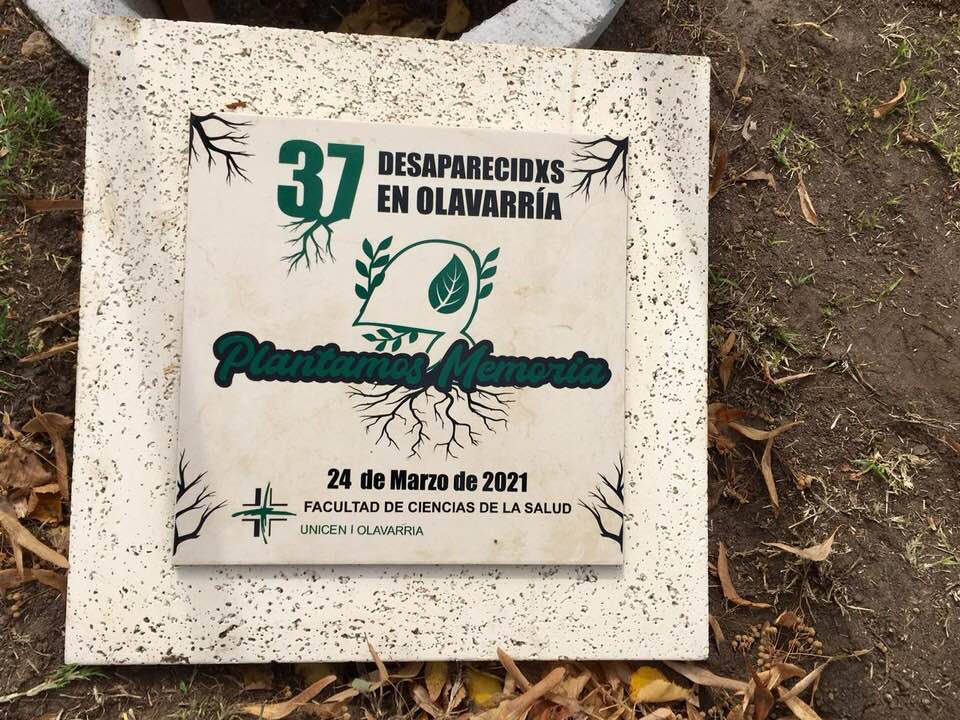 37 DESAPARECIDXS
EN OLAVARRÍA
Plantamos Memoria
24 de Marzo de 2021
FACULTAD DE CIENCIAS DE LA SALUD
UNICEN | OLAVARRIA